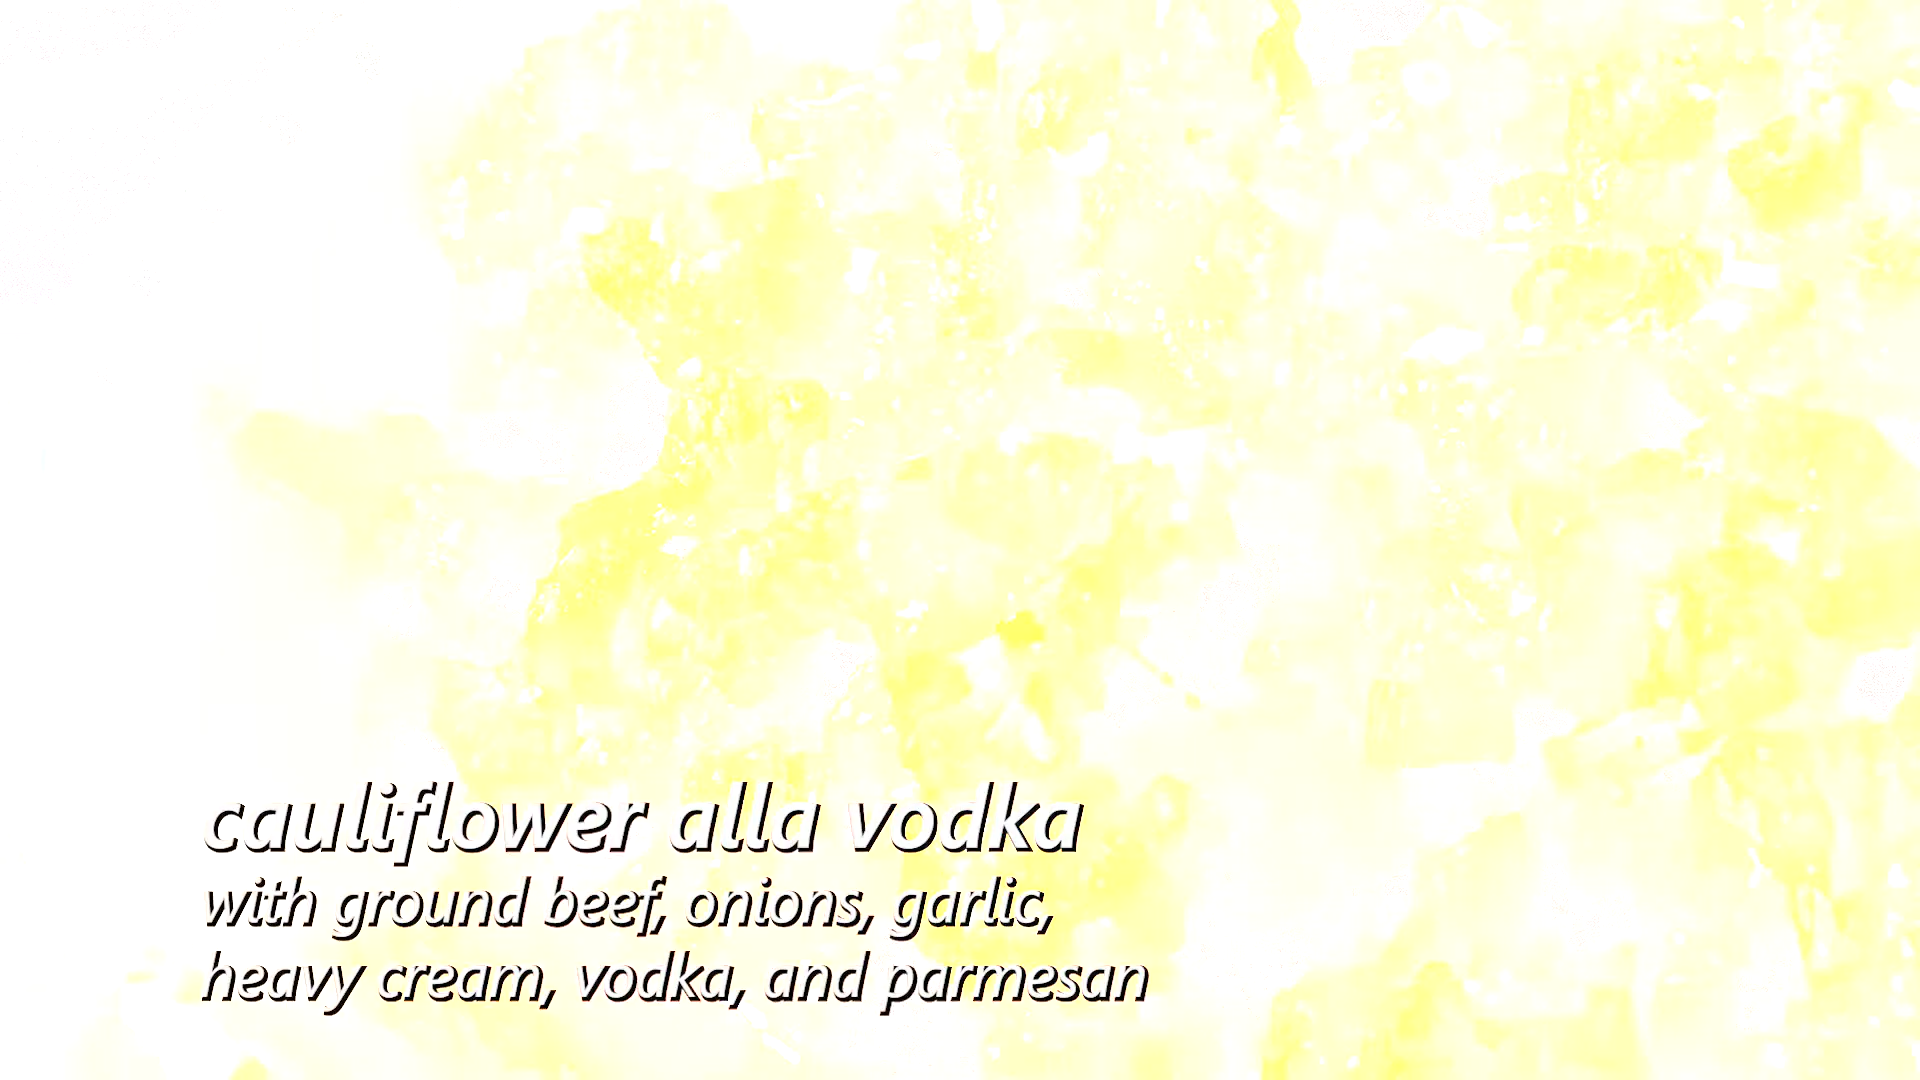 cauliflower alla vodka
with ground beef, onions, garlic,
heavy cream, vodka, and parmesan